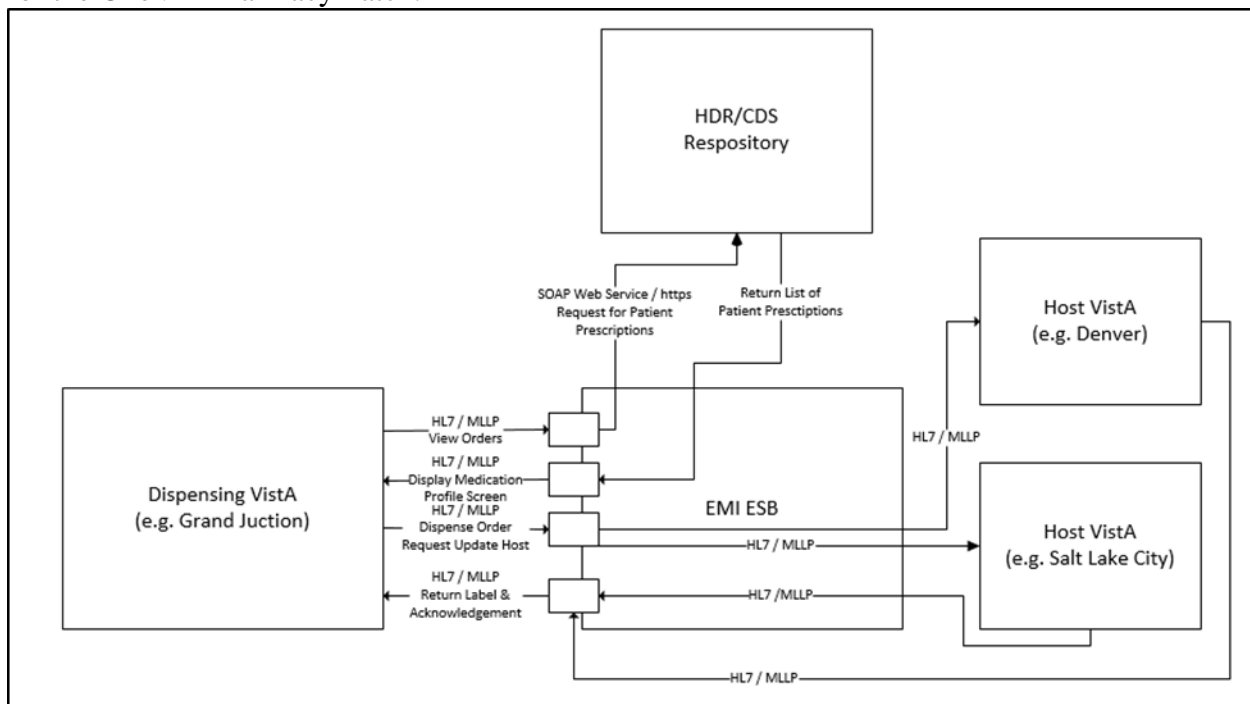 HDR/CDS
Respository
SOAP Web Service / https
Request for Patient
Prescriptions
Return List of
Patient Presctiptions
Host VistA
(e.g. Denver)
HL7 / MLLP
View Orders
HL7 / MLLP
Display Medication
Profile Screen
HL7 / MLLP
Dispense Order
Request Update Host
HL7 / MLLP
Return Label &
Acknowledgement
Dispensing VistA
(e.g. Grand Juction)
EMI ESB
HL7 / MLLP
HL7 / MLLP
HL7 /MLLP
HL7 / MLLP
Host VistA
(e.g. Salt Lake City)